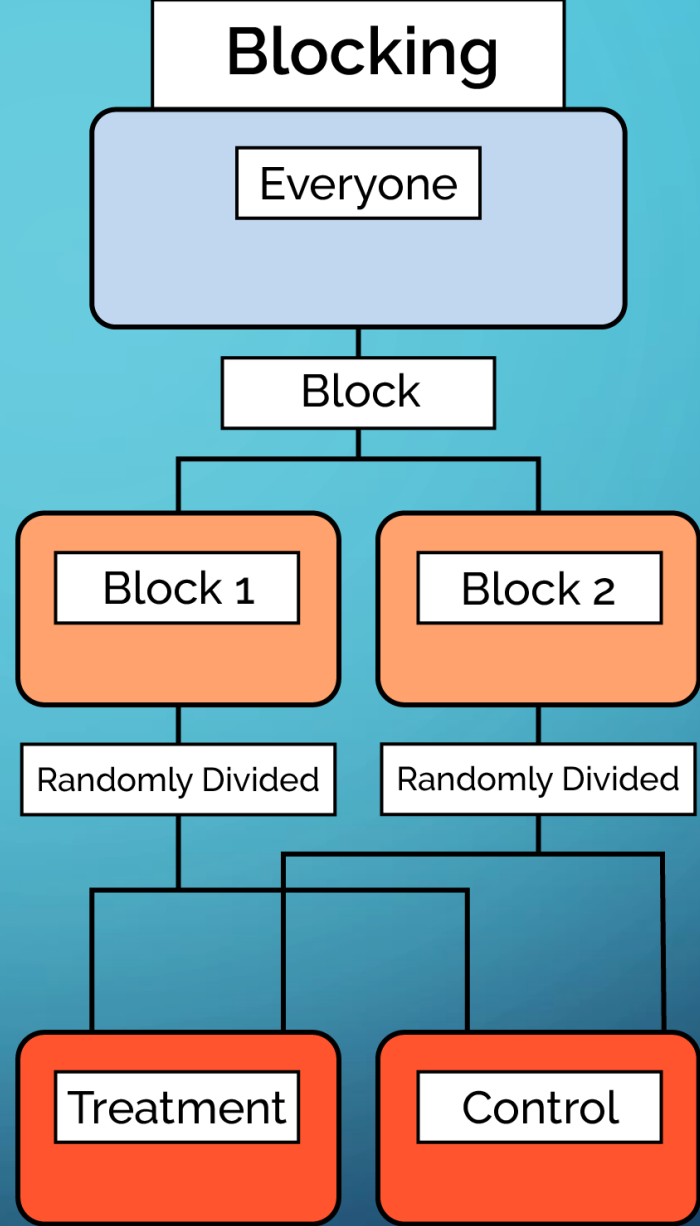 Blocking
Everyone
Block
Block 1
Block 2
Randomly Divided
Randomly Divided
Treatment
Control